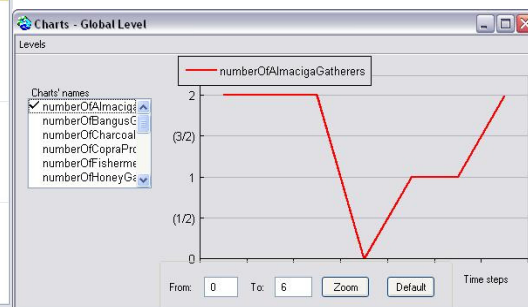 Charts - Global Level
Levels
numberOfAlmacigaGatherers
Charts' names
numberOfAlmaciga
numberOfBangusG
numberOfCharcoal
numberOfCopraPro
numberOfFisherme
numberOfHoneyGa
2
(3/2)
1
(1/2)
0
From: 0 To: 6 Zoom Default
Time steps